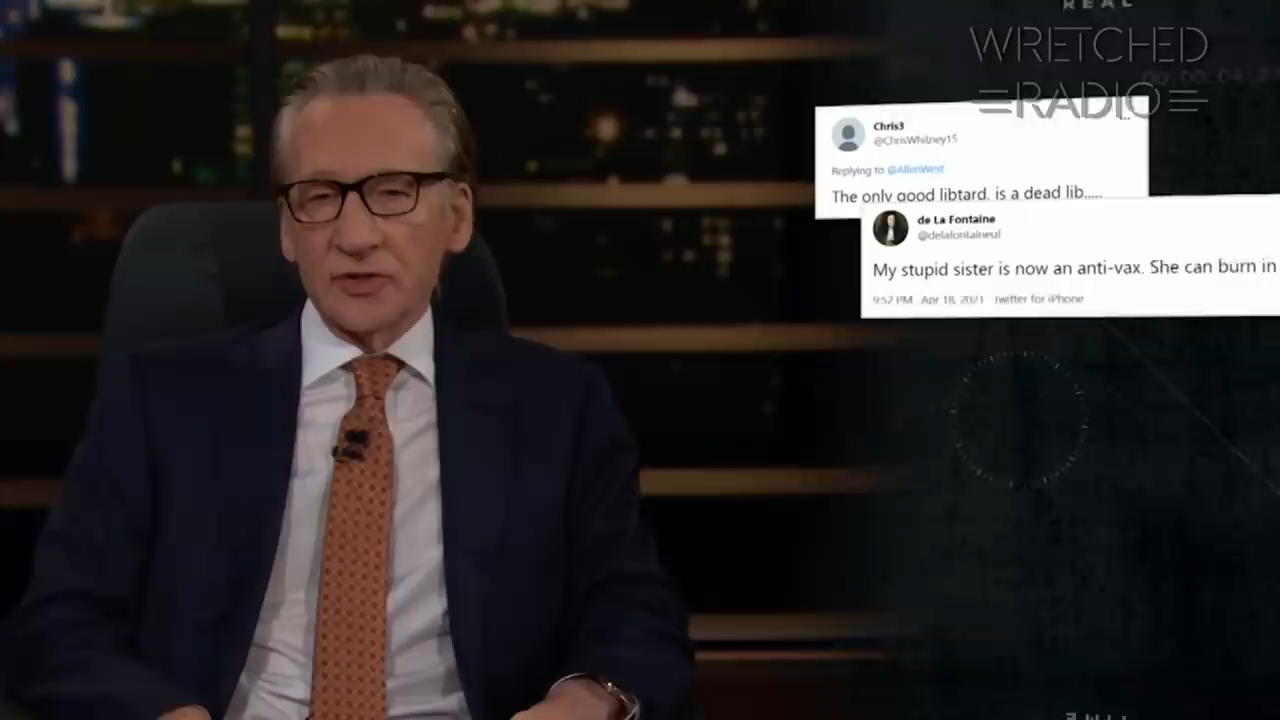 REAL
WRETCHED
RADIO
Chris3
@ChrisWhitney15
Replying to @AllenWest
The only good libtard, is a dead lib.....
de La Fontaine
@delafontaineuf
My stupid sister is now an anti-vax. She can burn in
9:52 PM Apr 18, 2021 Twitter for iPhone